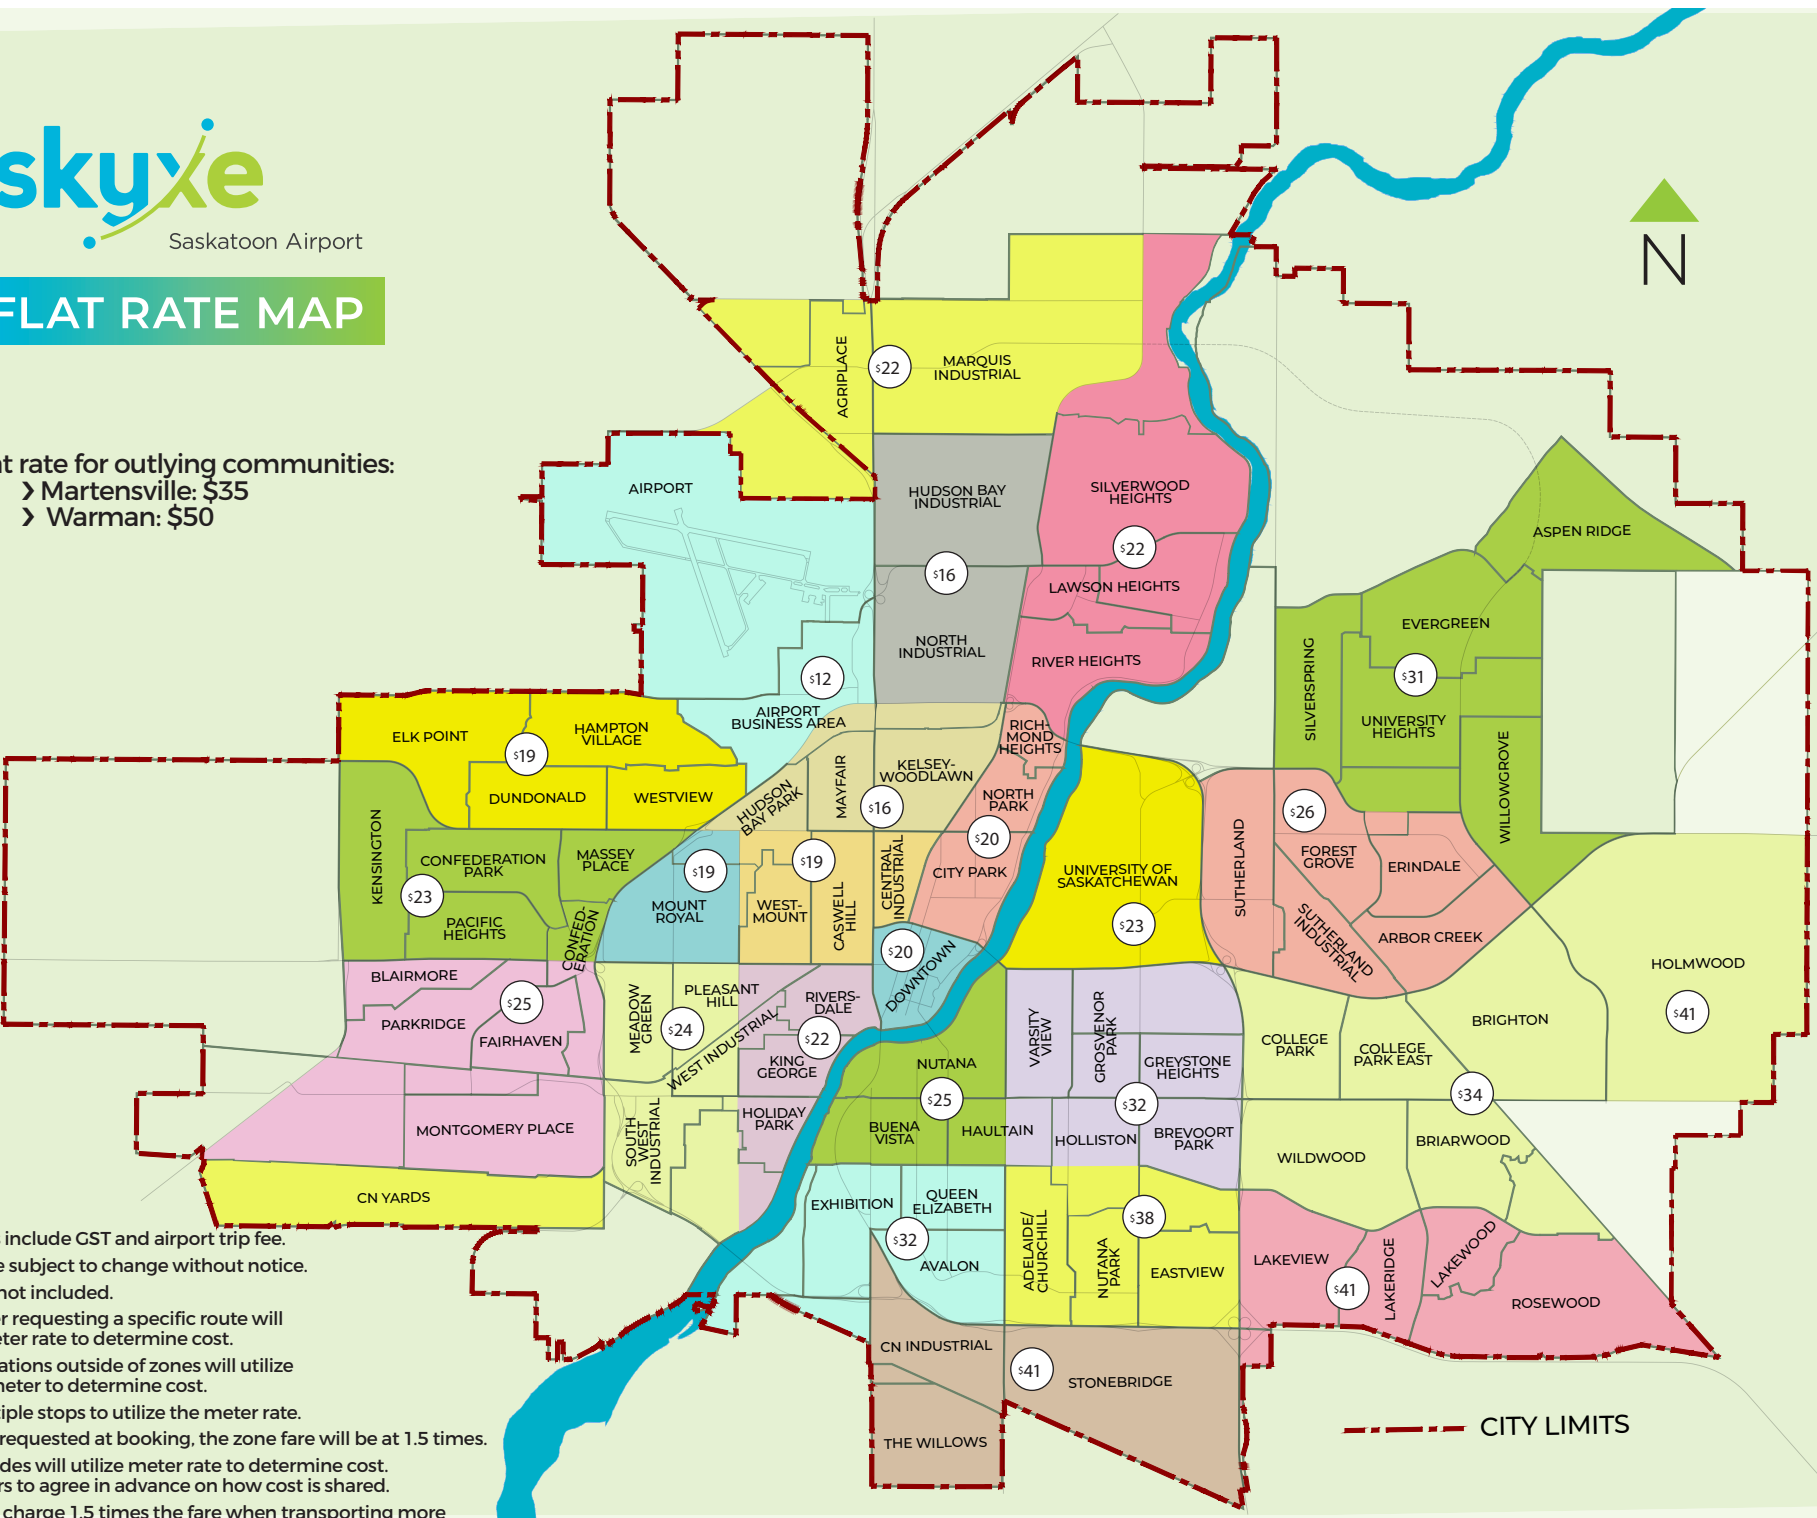 skyxe
Saskatoon Airport
FLAT RATE MAP
rate for outlying communities:
› Martensville: $35
› Warman: $50
N
AGRIPLACE
$22
MARQUIS
INDUSTRIAL
AIRPORT
HUDSON BAY
INDUSTRIAL
SILVERWOOD
HEIGHTS
$22
$16
LAWSON HEIGHTS
NORTH
INDUSTRIAL
RIVER HEIGHTS
ASPEN RIDGE
EVERGREEN
SILVERSPRING
$31
UNIVERSITY
HEIGHTS
WILLOWGROVE
$12
AIRPORT
BUSINESS AREA
ELK POINT
HAMPTON
VILLAGE
$19
DUNDONALD
WESTVIEW
HUDSON
BAY PARK
MAYFAIR
KELSEY-
WOODLAWN
$16
RICH-
MOND
HEIGHTS
NORTH
PARK
$20
CITY PARK
KENSINGTON
CONFEDERATION
PARK
MASSEY
PLACE
$23
PACIFIC
HEIGHTS
CONFED-
ERATION
$19
MOUNT
ROYAL
$19
WEST-
MOUNT
CASWELL
HILL
CENTRAL
INDUSTRIAL
UNIVERSITY OF
SASKATCHEWAN
$23
SUTHERLAND
$26
FOREST
GROVE
ERINDALE
SUTHERLAND
INDUSTRIAL
ARBOR CREEK
$20
DOWNTOWN
HOLMWOOD
$41
BRIGHTON
BLAIRMORE
$25
PARKRIDGE
FAIRHAVEN
MEADOW
GREEN
PLEASANT
HILL
$24
WEST INDUSTRIAL
RIVERS-
DALE
$22
KING
GEORGE
HOLIDAY
PARK
NUTANA
$25
BUENA
VISTA
HAULTAIN
VARSITY
VIEW
GROSVENOR
PARK
GREYSTONE
HEIGHTS
$32
HOLLISTON
BREVOORT
PARK
COLLEGE
PARK
COLLEGE
PARK EAST
$34
BRIARWOOD
WILDWOOD
MONTGOMERY PLACE
SOUTH
WEST
INDUSTRIAL
CN YARDS
EXHIBITION
QUEEN
ELIZABETH
$32
AVALON
ADELAIDE/
CHURCHILL
$38
NUTANA
PARK
EASTVIEW
LAKEVIEW
$41
LAKERIDGE
LAKEWOOD
ROSEWOOD
CN INDUSTRIAL
$41
STONEBRIDGE
THE WILLOWS
CITY LIMITS
include GST and airport trip fee.
subject to change without notice.
not included.
requesting a specific route will
rate to determine cost.
outside of zones will utilize
to determine cost.
stops to utilize the meter rate.
requested at booking, the zone fare will be at 1.5 times.
will utilize meter rate to determine cost.
to agree in advance on how cost is shared.
charge 1.5 times the fare when transporting more